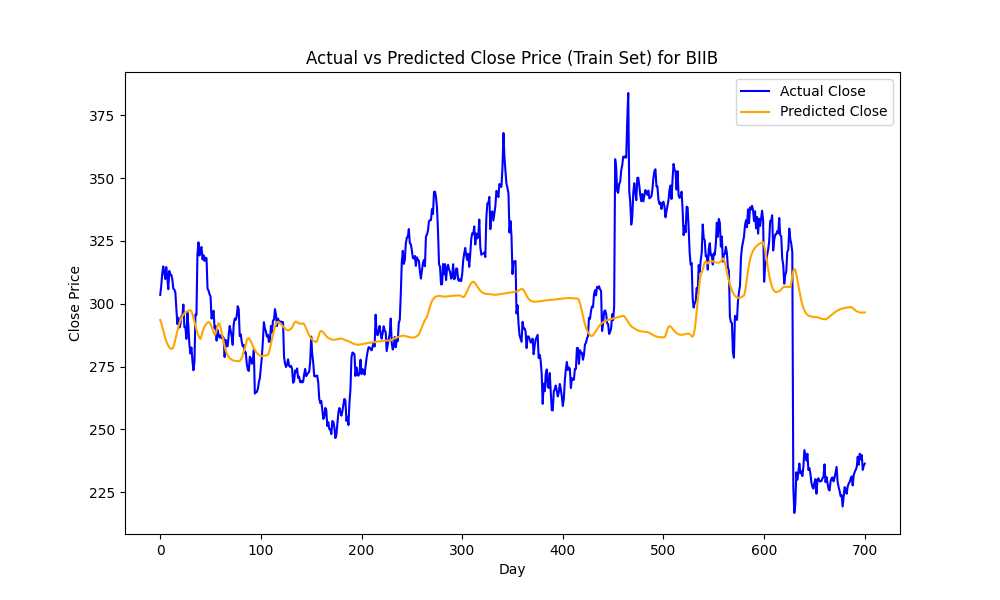 Actual vs Predicted Close Price (Train Set) for BIIB
Actual Close
Predicted Close
Close Price
375
350
325
300
275
250
225
0 100 200 300 400 500 600 700
Day